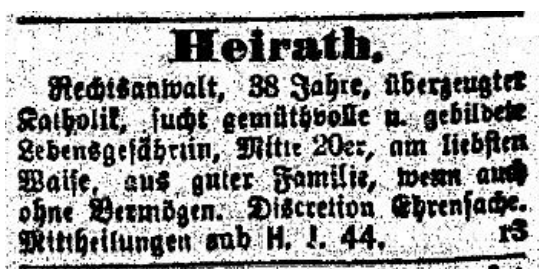 Heirath.
Rechtsanwalt, 38 Jahre, überzeugter
Katholik, sucht gemüthvolle u. gebildete
Lebensgefährtin, Mitte 20er, am liebsten
Waise, aus guter Familie, wenn auch
ohne Vermögen. Discretion Ehrensache.
Mittheilungen sub H. J. 44. 13